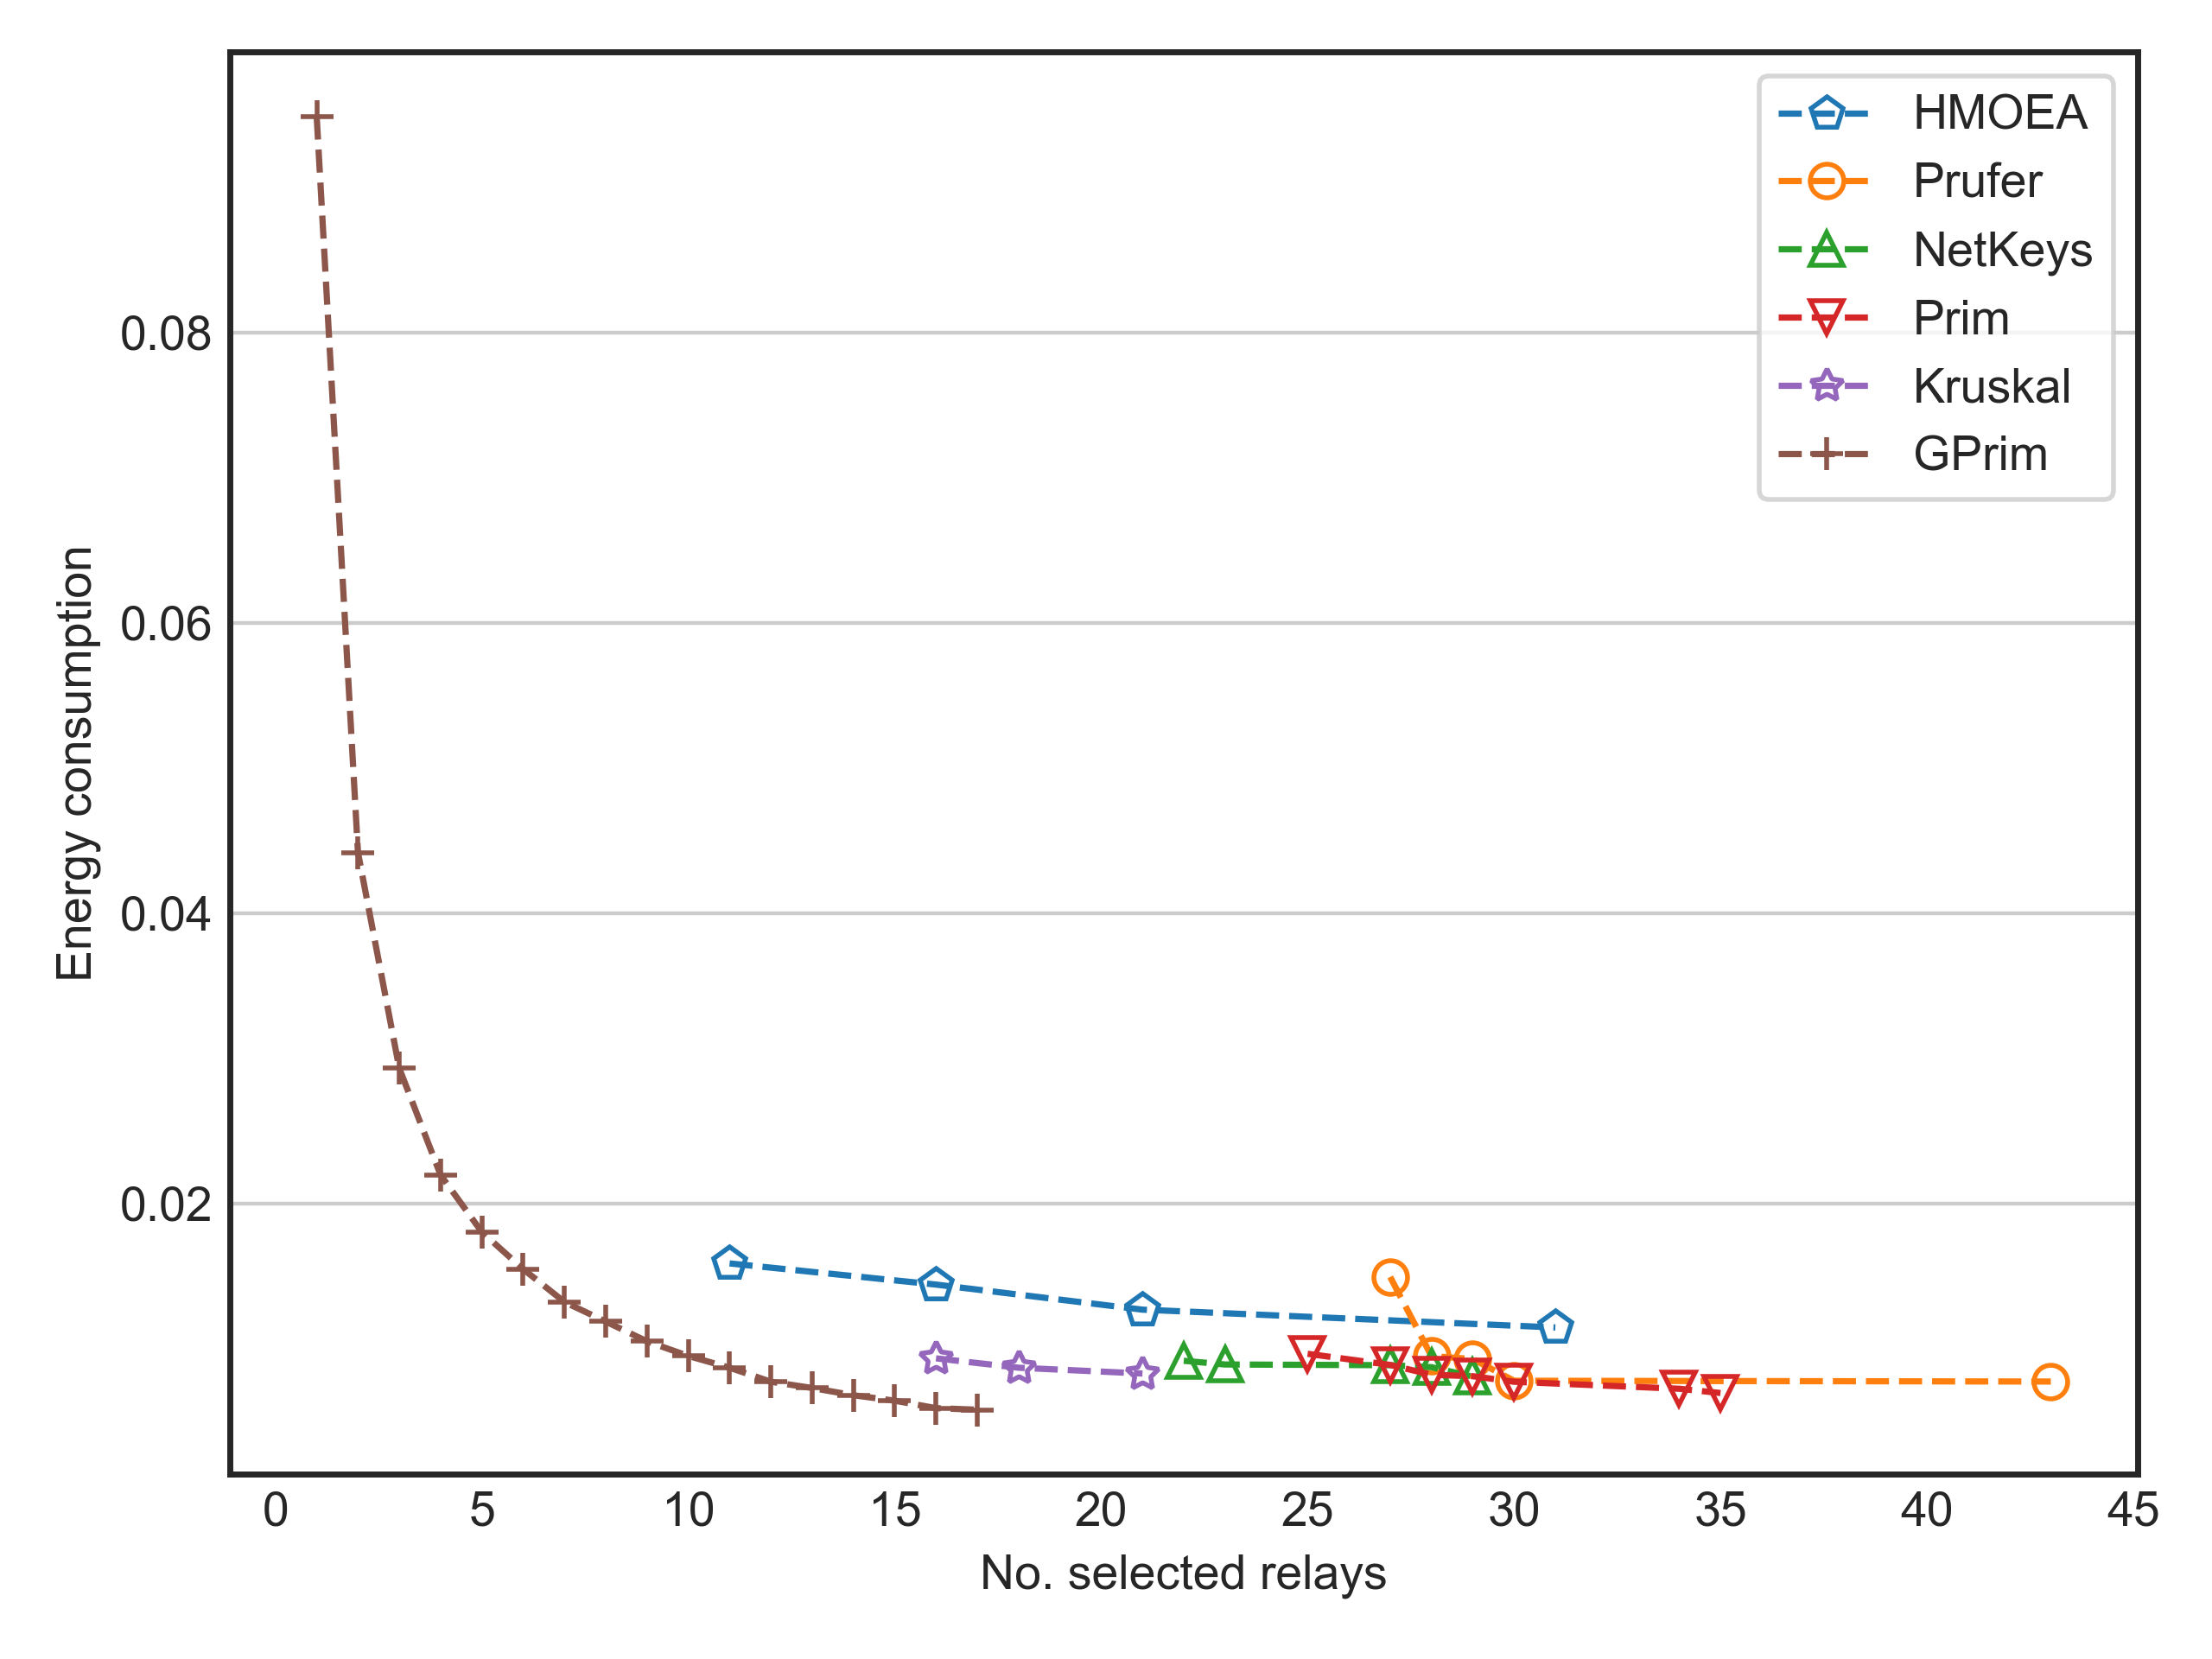 HMOEA
Prufer
NetKeys
Prim
Kruskal
GPrim
0.08
0.06
0.04
0.02
Energy consumption
0 5 10 15 20 25 30 35 40 45
No. selected relays